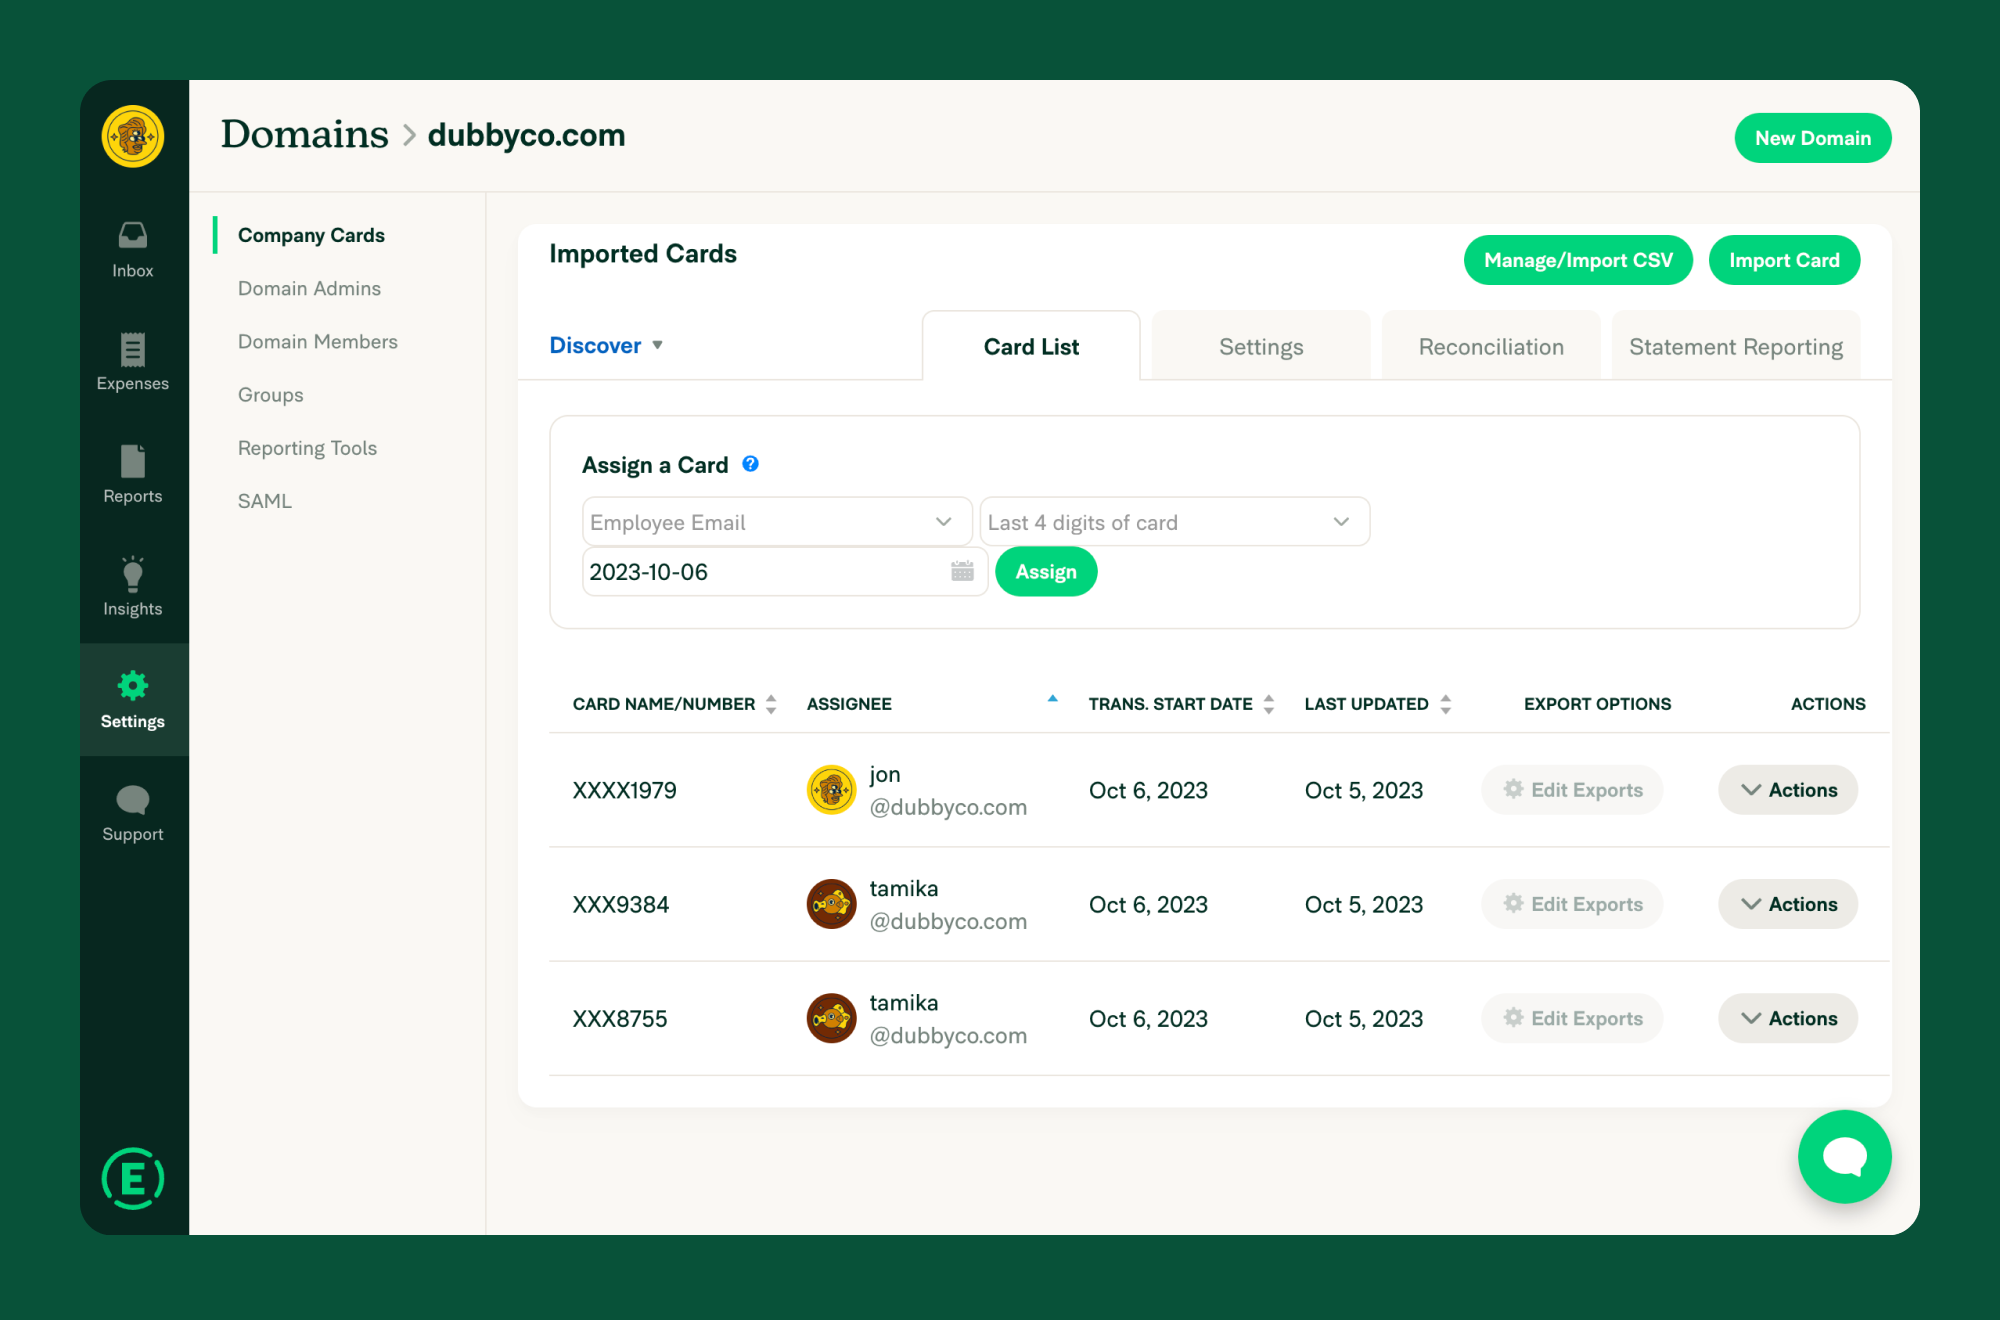 Domains > dubbyco.com
New Domain
Inbox
Expenses
Reports
Insights
Settings
Support
E
Company Cards
Domain Admins
Domain Members
Groups
Reporting Tools
SAML
Imported Cards
Manage/Import CSV
Import Card
Discover
Card List
Settings
Reconciliation
Statement Reporting
Assign a Card ?
Employee Email
Last 4 digits of card
2023-10-06
Assign
CARD NAME/NUMBER ASSIGNEE TRANS. START DATE LAST UPDATED EXPORT OPTIONS ACTIONS
XXXX1979 jon @dubbyco.com Oct 6, 2023 Oct 5, 2023 Edit Exports Actions
XXX9384 tamika @dubbyco.com Oct 6, 2023 Oct 5, 2023 Edit Exports Actions
XXX8755 tamika @dubbyco.com Oct 6, 2023 Oct 5, 2023 Edit Exports Actions